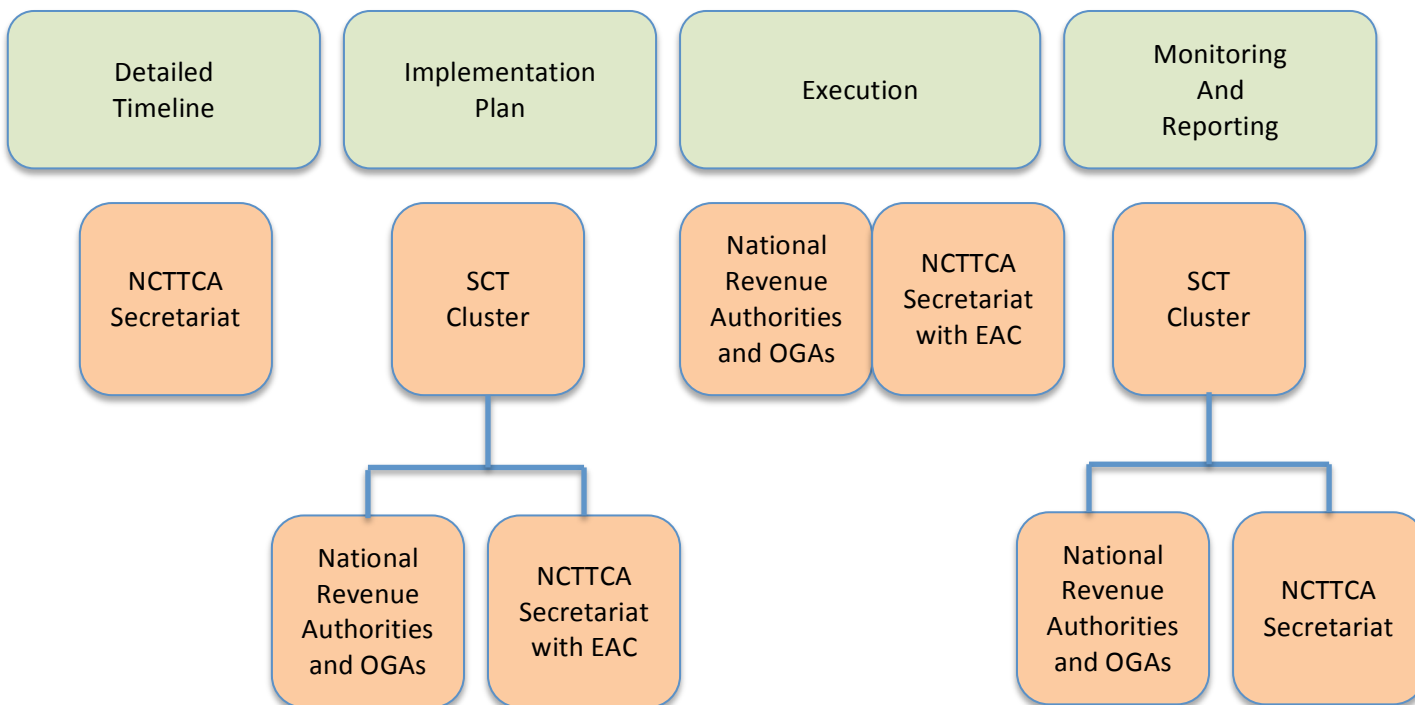 Detailed
Timeline
Implementation
Plan
Execution
Monitoring
And
Reporting
NCTTCA
Secretariat
SCT
Cluster
National
Revenue
Authorities
and OGAs
NCTTCA
Secretariat
with EAC
SCT
Cluster
National
Revenue
Authorities
and OGAs
NCTTCA
Secretariat
with EAC
National
Revenue
Authorities
and OGAs
NCTTCA
Secretariat